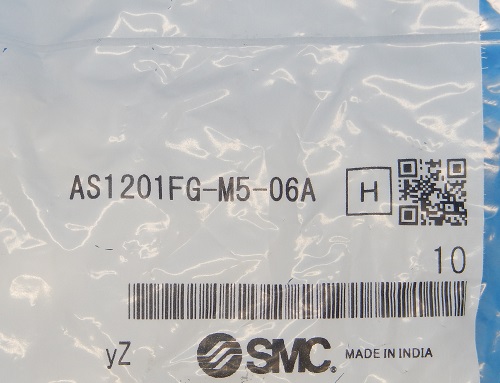 AS1201FG-M5-06A H
10
yZ SMC. MADE IN INDIA